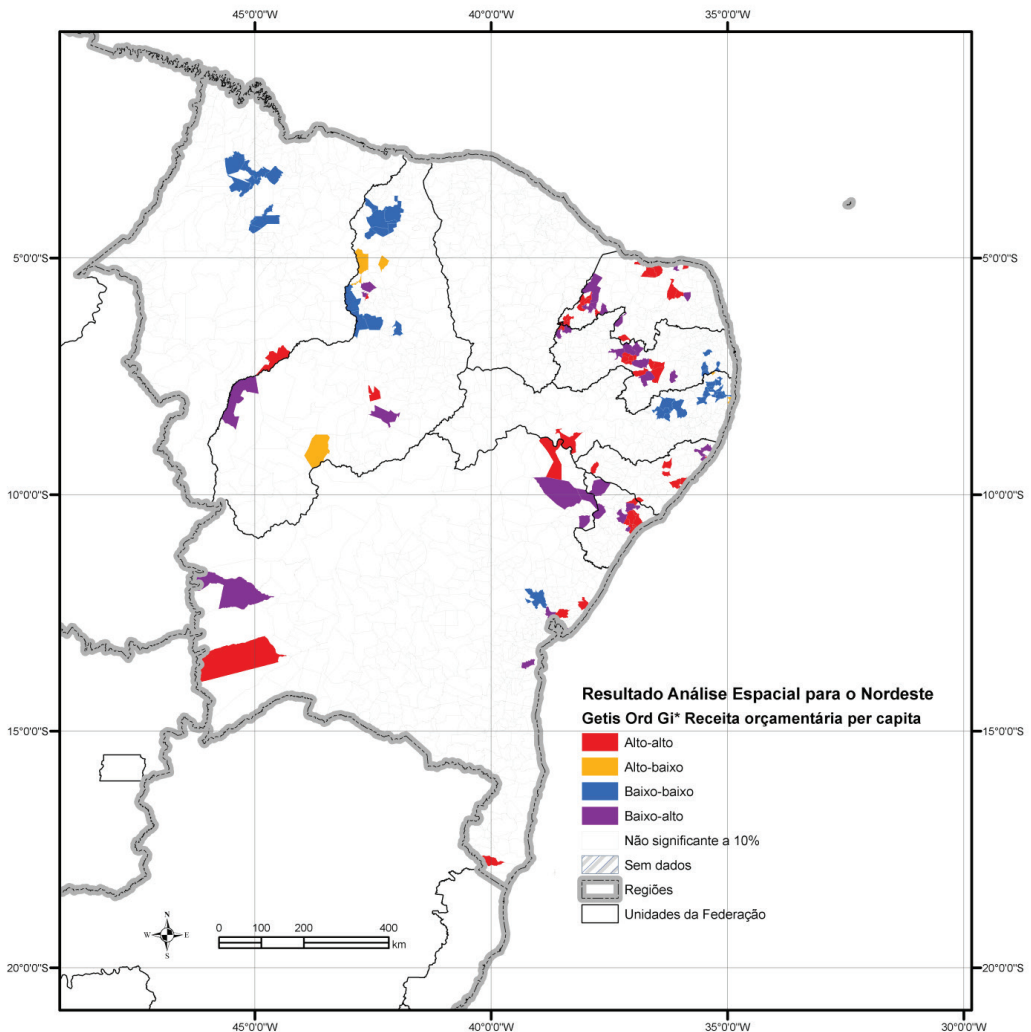 45°0'0"W 40°0'0"W 35°0'0"W
5°0'0"S 5°0'0"S
10°0'0"S 10°0'0"S
Resultado Análise Espacial para o Nordeste
Getis Ord Gi* Receita orçamentária per capita
15°0'0"S 15°0'0"S
Alto-alto
Alto-baixo
Baixo-baixo
Baixo-alto
Não significante a 10%
Sem dados
Regiões
Unidades da Federação
N
W E
S
0 100 200 400
km
20°0'0"S 20°0'0"S
45°0'0"W 40°0'0"W 35°0'0"W 30°0'0"W